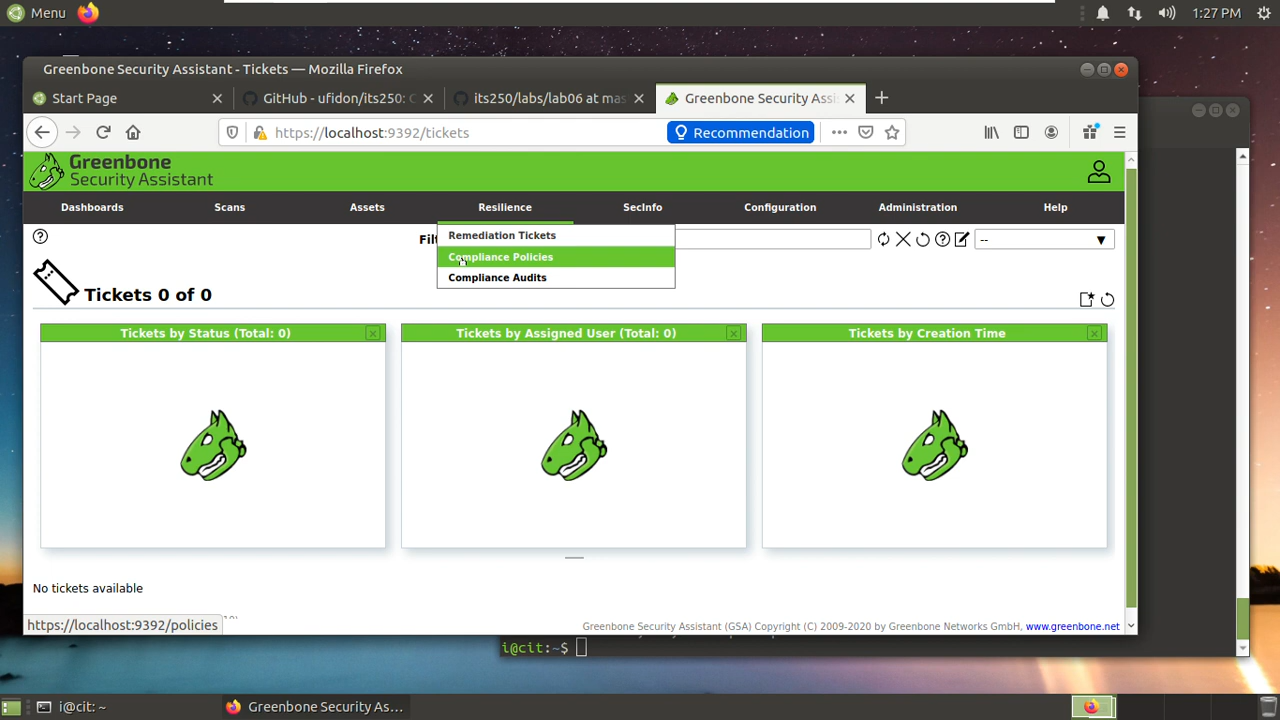 Menu
1:27 PM
Greenbone Security Assistant - Tickets — Mozilla Firefox
Start Page
GitHub - ufidon/its250: C
its250/labs/lab06 at mas
Greenbone Security Assi
https://localhost:9392/tickets
Recommendation
Greenbone
Security Assistant
Dashboards
Scans
Assets
Resilience
SecInfo
Configuration
Administration
Help
Filt
--
Remediation Tickets
Compliance Policies
Compliance Audits
Tickets 0 of 0
Tickets by Status (Total: 0)
Tickets by Assigned User (Total: 0)
Tickets by Creation Time
No tickets available
https://localhost:9392/policies
Greenbone Security Assistant (GSA) Copyright (C) 2009-2020 by Greenbone Networks GmbH, www.greenbone.net
i@cit:~$
i@cit: ~
Greenbone Security As...